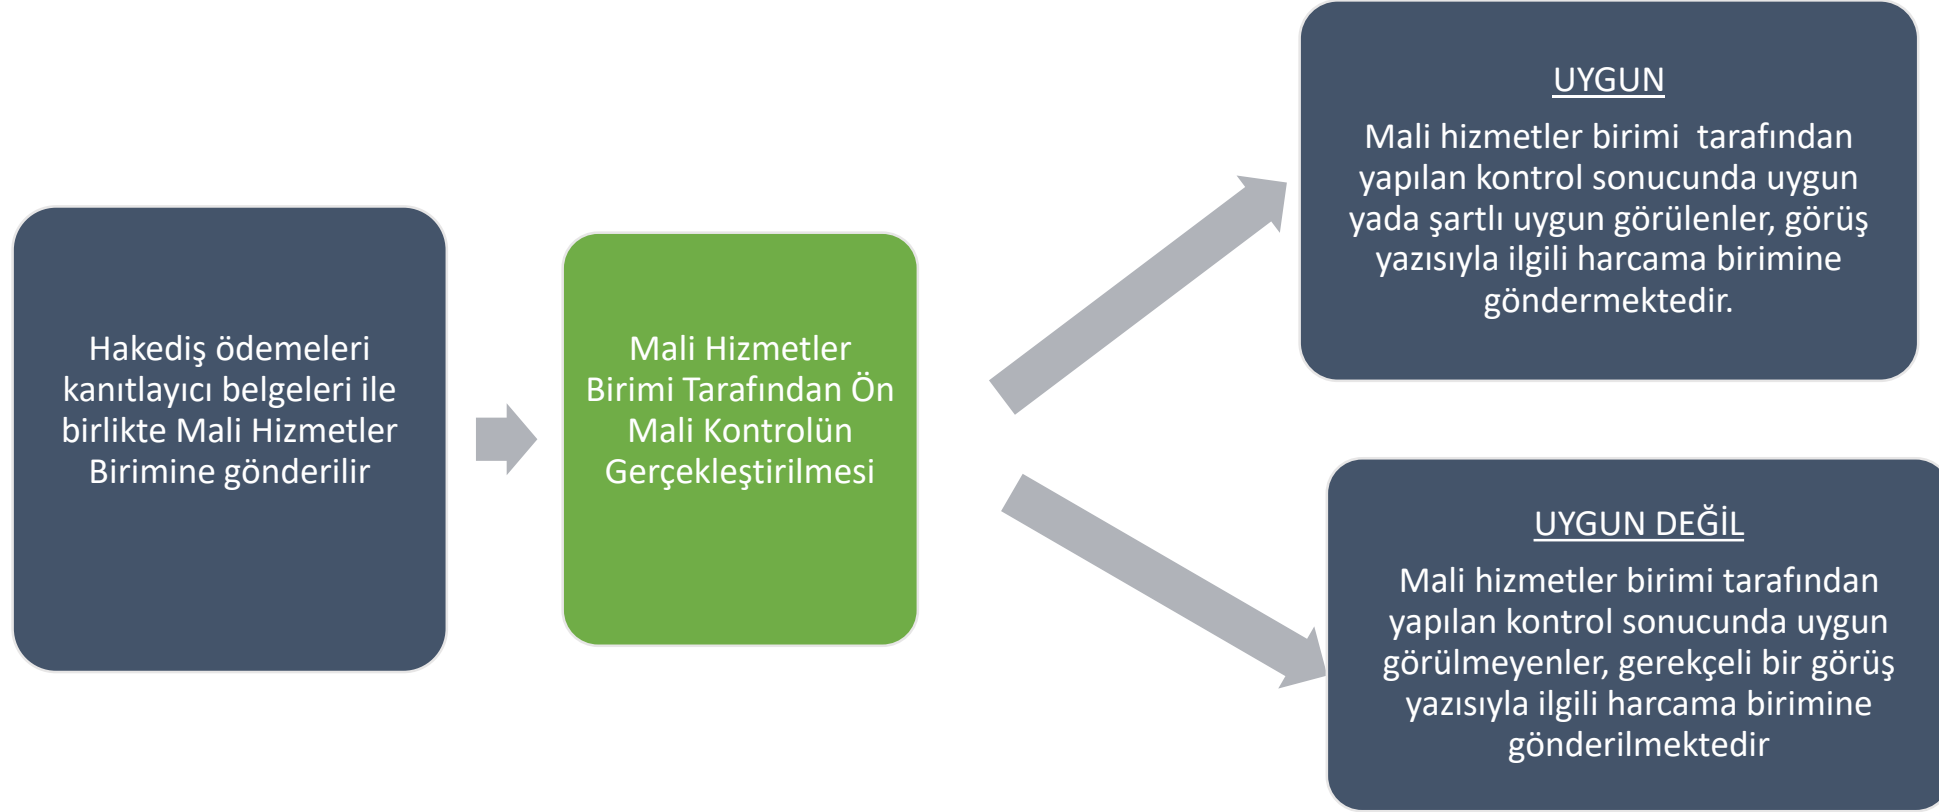 Hakediş ödemeleri
kanıtlayıcı belgeleri ile
birlikte Mali Hizmetler
Birimine gönderilir
Mali Hizmetler
Birimi Tarafından Ön
Mali Kontrolün
Gerçekleştirilmesi
UYGUN
Mali hizmetler birimi  tarafından
yapılan kontrol sonucunda uygun
yada şartlı uygun görülenler, görüş
yazısıyla ilgili harcama birimine
göndermektedir.
UYGUN DEĞİL
Mali hizmetler birimi tarafından
yapılan kontrol sonucunda uygun
görülmeyenler, gerekçeli bir görüş
yazısıyla ilgili harcama birimine
gönderilmektedir